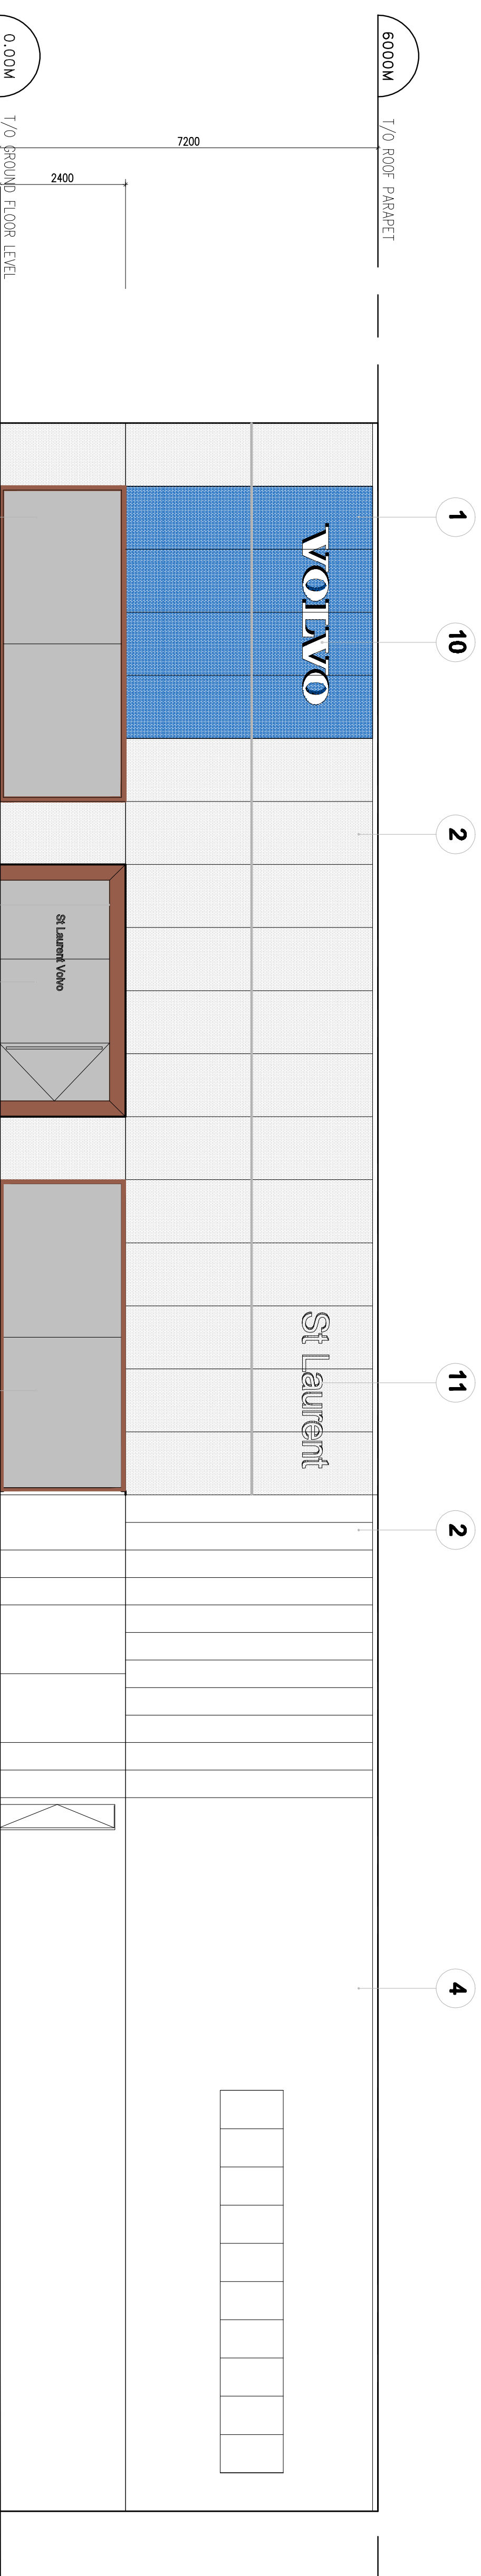 6000M
T/O ROOF PARAPET
7200
2400
0.00M
T/O GROUND FLOOR LEVEL
1
10
2
11
2
4
VOLVO
St Laurent
St Laurent Volvo